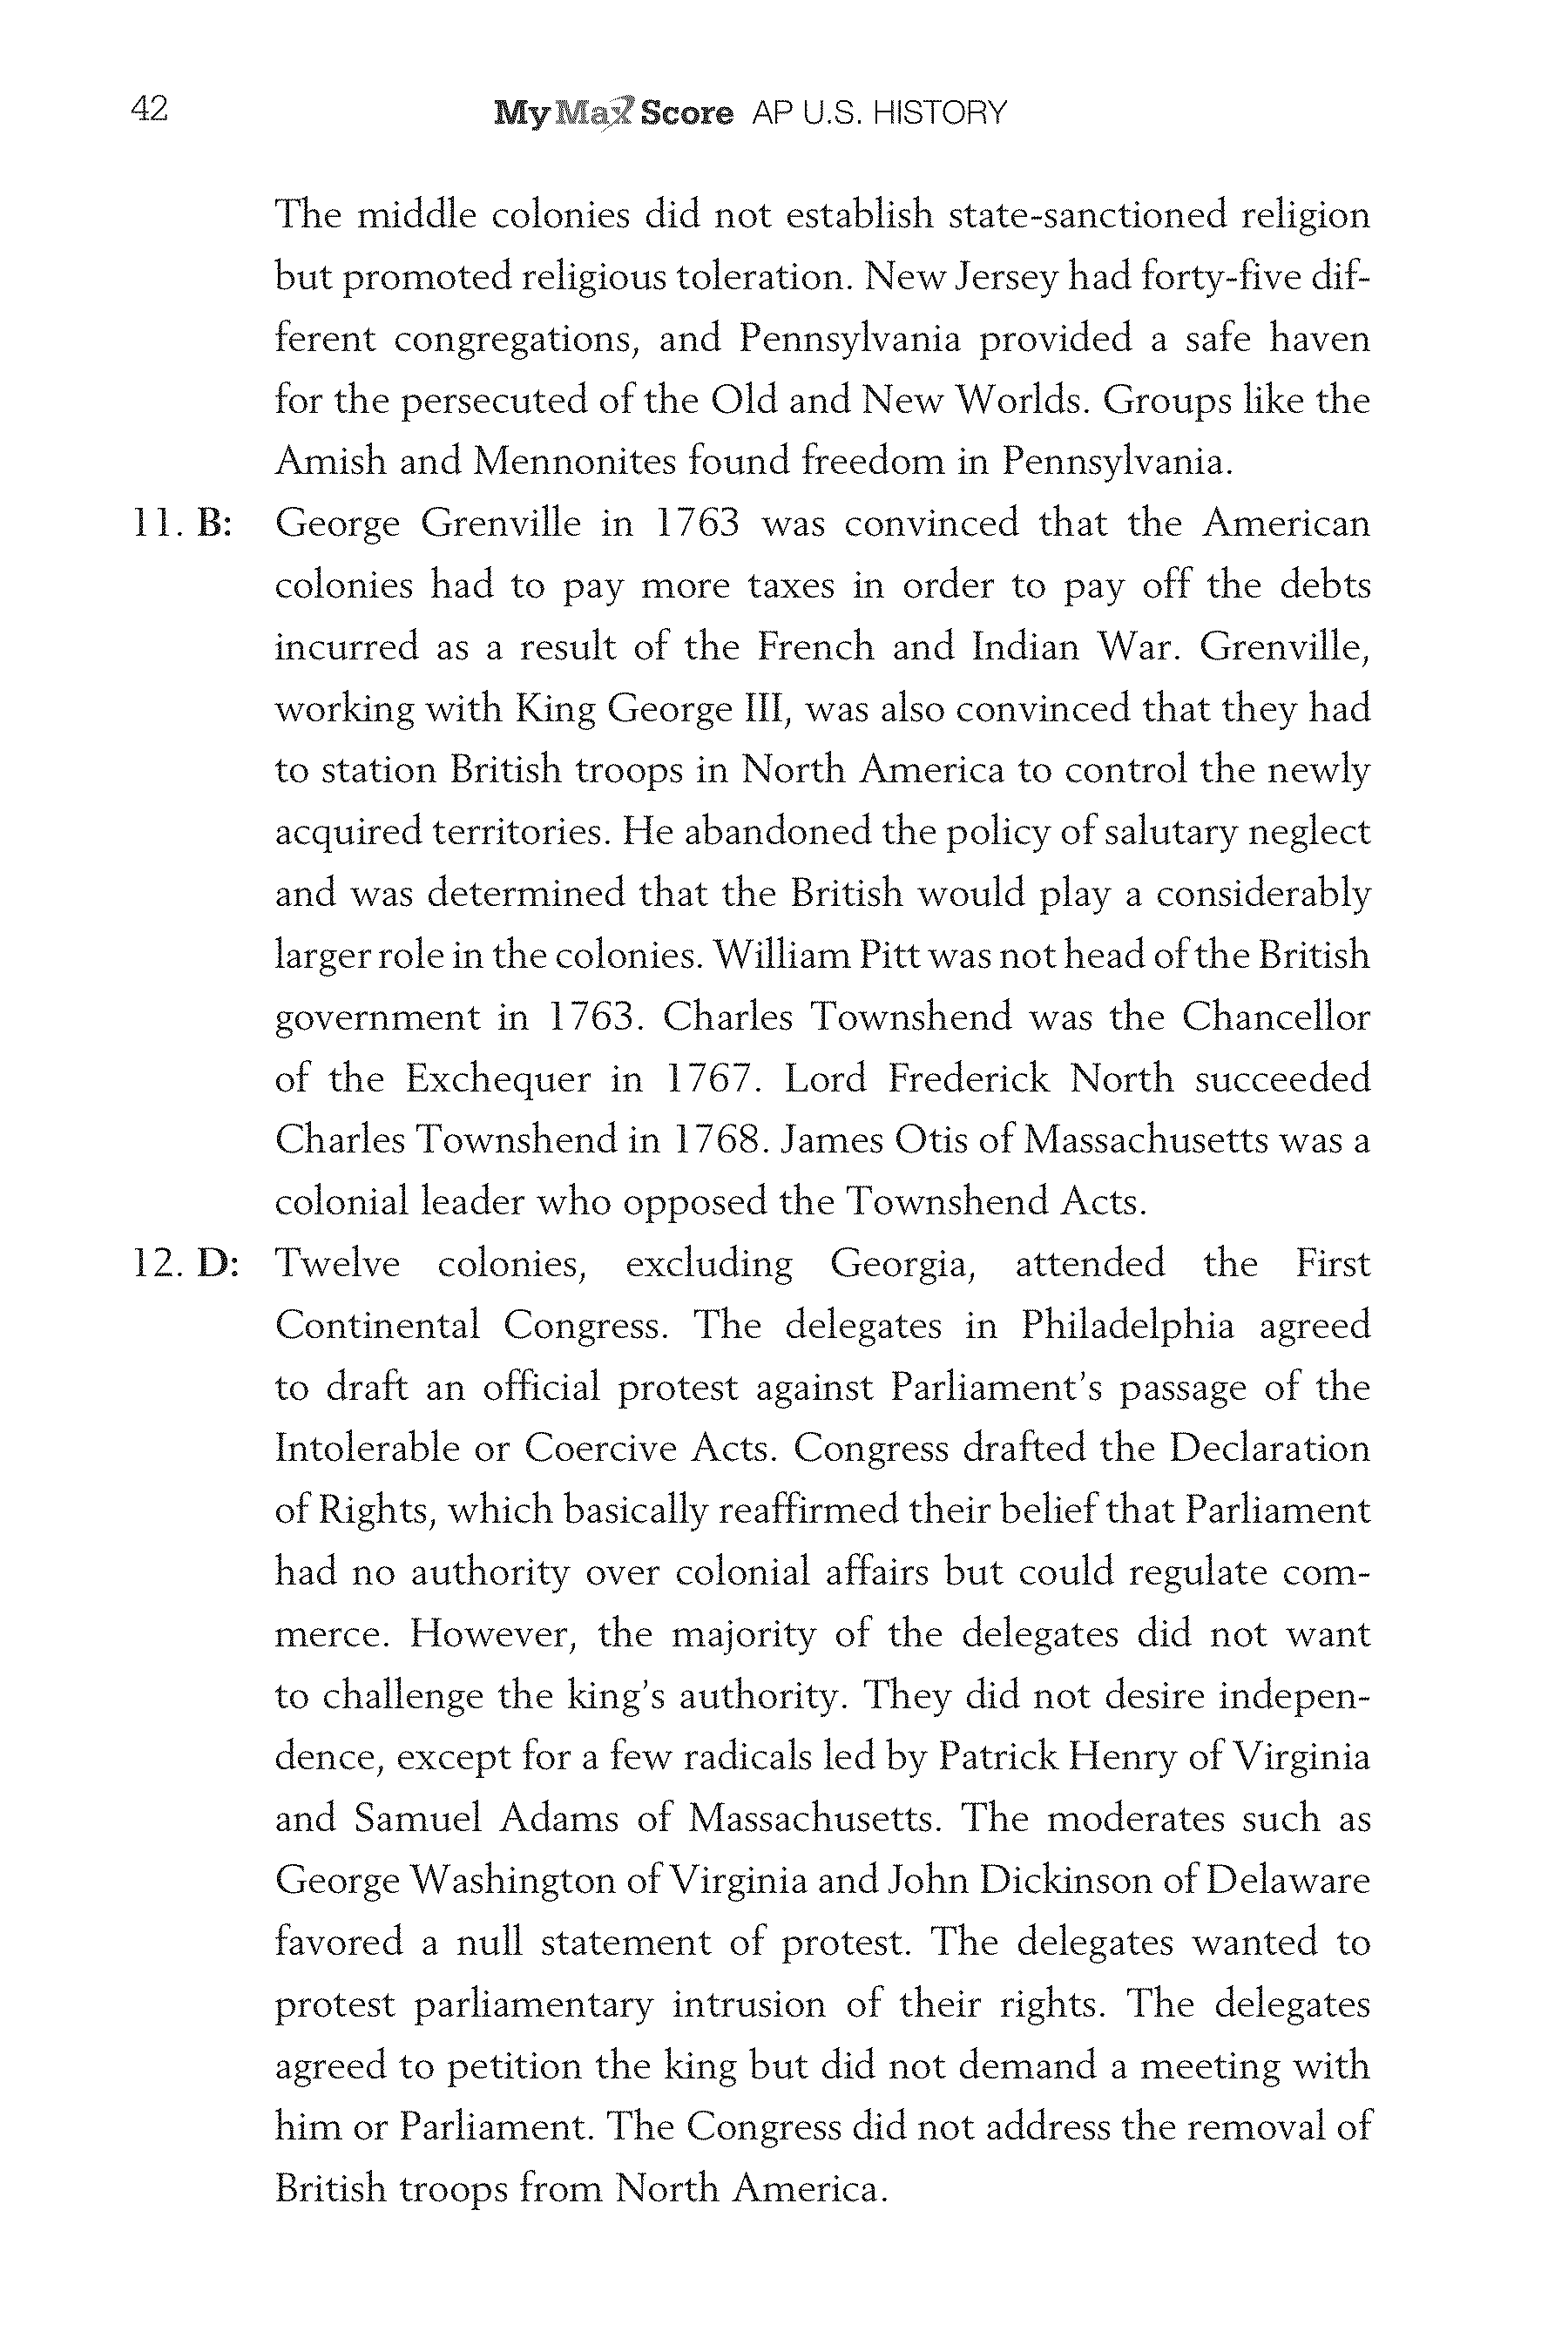 42
My Max Score AP U.S. HISTORY
The middle colonies did not establish state-sanctioned religion
but promoted religious toleration. New Jersey had forty-five dif-
ferent congregations, and Pennsylvania provided a safe haven
for the persecuted of the Old and New Worlds. Groups like the
Amish and Mennonites found freedom in Pennsylvania.
11. B: George Grenville in 1763 was convinced that the American
colonies had to pay more taxes in order to pay off the debts
incurred as a result of the French and Indian War. Grenville,
working with King George III, was also convinced that they had
to station British troops in North America to control the newly
acquired territories. He abandoned the policy of salutary neglect
and was determined that the British would play a considerably
larger role in the colonies. William Pitt was not head of the British
government in 1763. Charles Townshend was the Chancellor
of the Exchequer in 1767. Lord Frederick North succeeded
Charles Townshend in 1768. James Otis of Massachusetts was a
colonial leader who opposed the Townshend Acts.
12. D: Twelve colonies, excluding Georgia, attended the First
Continental Congress. The delegates in Philadelphia agreed
to draft an official protest against Parliament's passage of the
Intolerable or Coercive Acts. Congress drafted the Declaration
of Rights, which basically reaffirmed their belief that Parliament
had no authority over colonial affairs but could regulate com-
merce. However, the majority of the delegates did not want
to challenge the king's authority. They did not desire indepen-
dence, except for a few radicals led by Patrick Henry of Virginia
and Samuel Adams of Massachusetts. The moderates such as
George Washington of Virginia and John Dickinson of Delaware
favored a null statement of protest. The delegates wanted to
protest parliamentary intrusion of their rights. The delegates
agreed to petition the king but did not demand a meeting with
him or Parliament. The Congress did not address the removal of
British troops from North America.